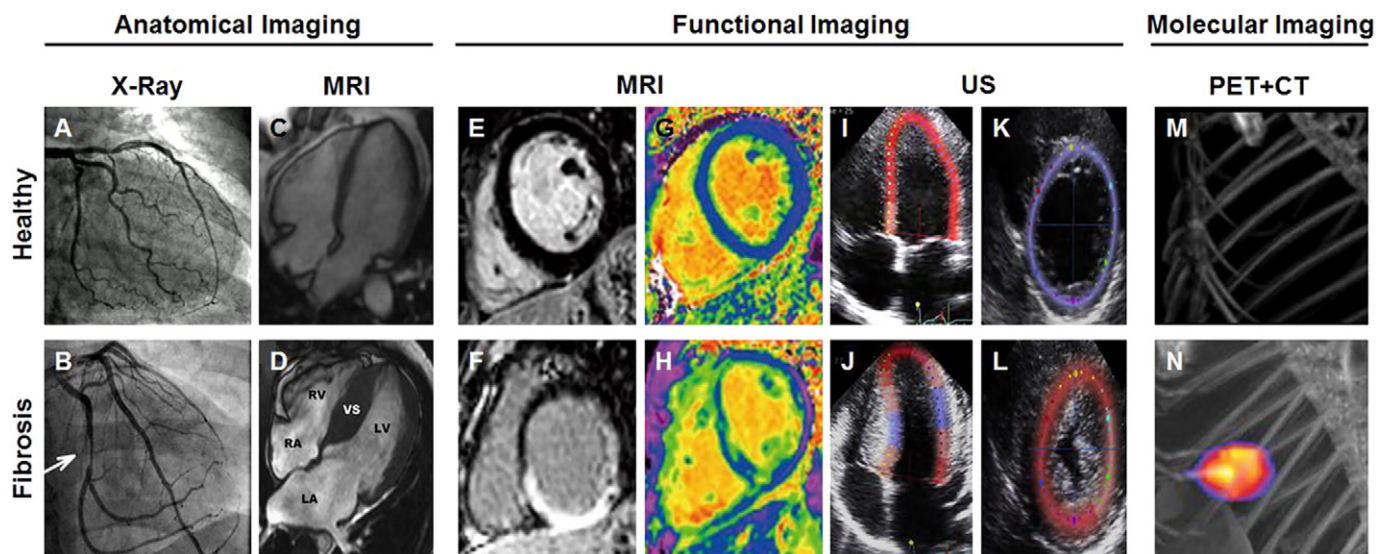 Anatomical Imaging Functional Imaging Molecular Imaging
X-Ray MRI MRI US PET+CT
Healthy
A C E G I K M
Fibrosis
B D F H J L N
RV
VS
LV
RA
LA